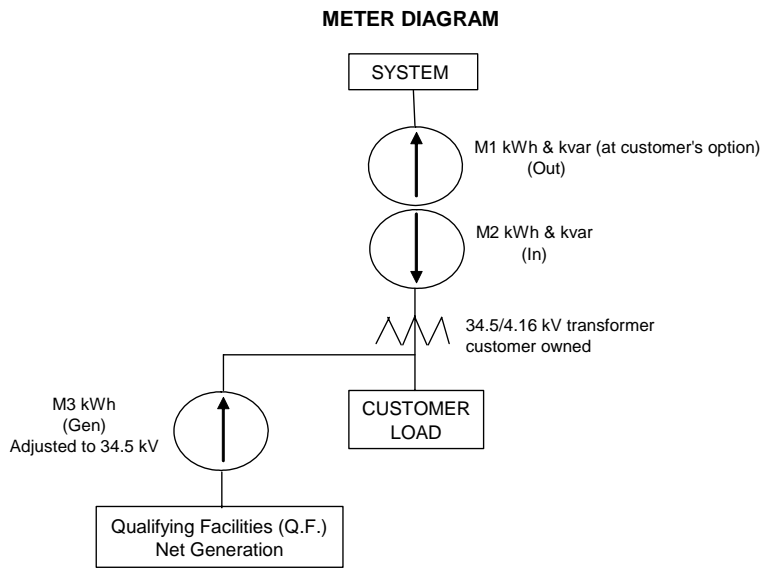 METER DIAGRAM
SYSTEM
M1 kWh & kvar (at customer's option)
(Out)
M2 kWh & kvar
(In)
34.5/4.16 kV transformer
customer owned
M3 kWh
(Gen)
Adjusted to 34.5 kV
CUSTOMER
LOAD
Qualifying Facilities (Q.F.)
Net Generation